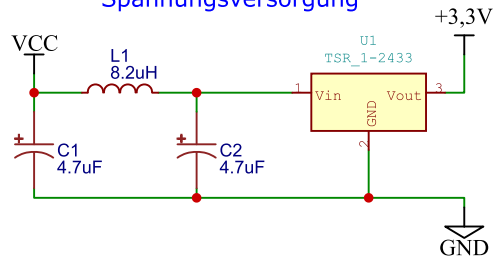 Spannungsversorgung
+3,3V
VCC
L1
8.2uH
U1
TSR_1-2433
1
Vin
Vout
3
GND
2
C1
4.7uF
C2
4.7uF
GND